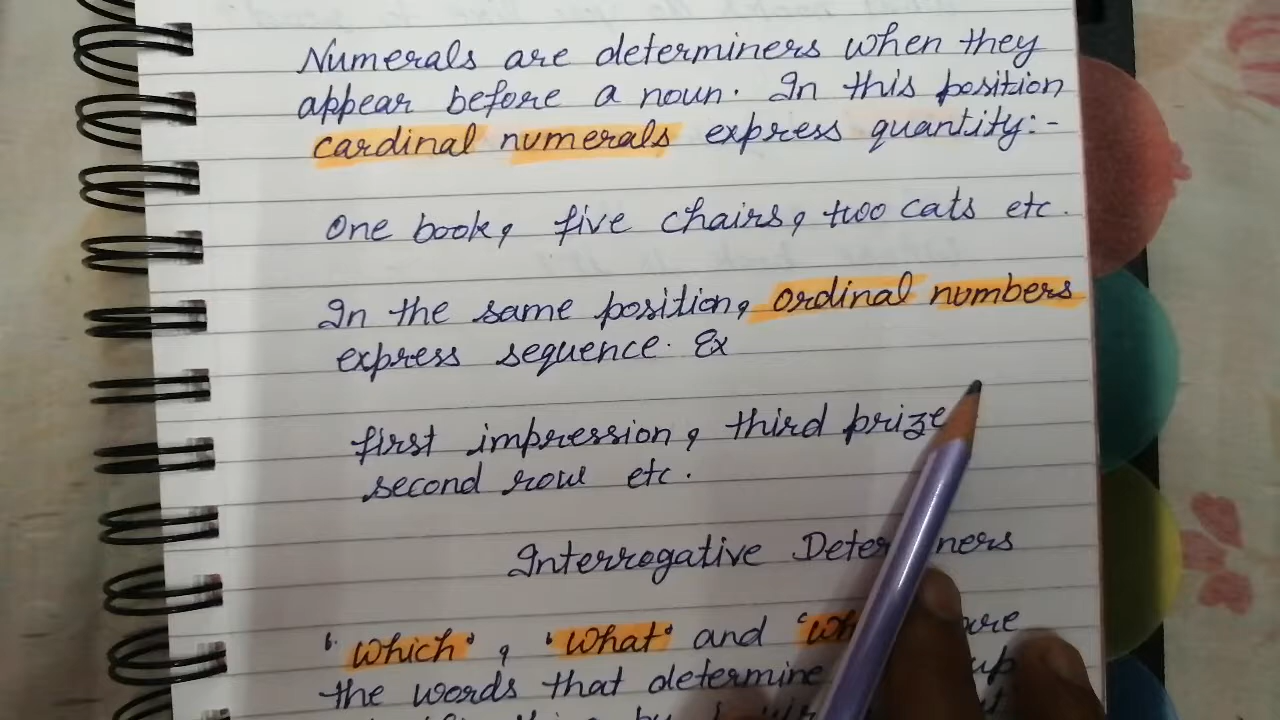 Numerals are determiners when they
appear before a noun. In this position
cardinal numerals express quantity:-
One book, five chairs, two cats etc.
In the same position, ordinal numbers
express sequence. Ex
first impression, third prize
second row etc.
Interrogative
'which', 'what' and
the words that determine